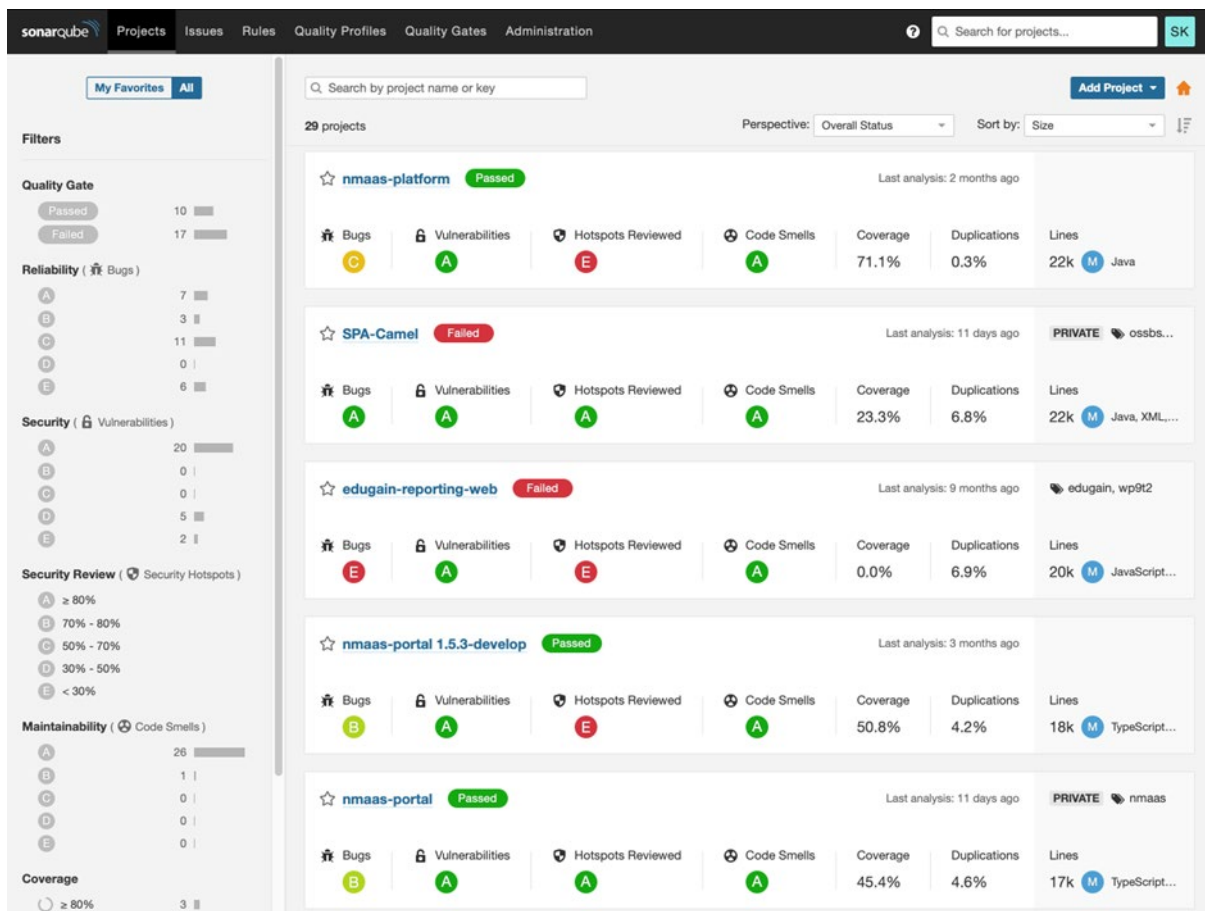 sonarqube Projects Issues Rules Quality Profiles Quality Gates Administration ? Search for projects... SK
My Favorites All
Filters
Quality Gate
Passed 10
Failed 17
Reliability ( Bugs )
A 7
B 3
C 11
D 0
E 6
Security ( Vulnerabilities )
A 20
B 0
C 0
D 5
E 2
Security Review ( Security Hotspots )
A ≥ 80%
B 70% - 80%
C 50% - 70%
D 30% - 50%
E < 30%
Maintainability ( Code Smells )
A 26
B 1
C 0
D 0
E 0
Coverage
≥ 80% 3
Search by project name or key Add Project
29 projects Perspective: Overall Status Sort by: Size
nmaas-platform Passed Last analysis: 2 months ago
Bugs Vulnerabilities Hotspots Reviewed Code Smells Coverage Duplications Lines
C A E A 71.1% 0.3% 22k M Java
SPA-Camel Failed Last analysis: 11 days ago PRIVATE ossbs...
Bugs Vulnerabilities Hotspots Reviewed Code Smells Coverage Duplications Lines
A A A A 23.3% 6.8% 22k M Java, XML,...
edugain-reporting-web Failed Last analysis: 9 months ago edugain, wp9t2
Bugs Vulnerabilities Hotspots Reviewed Code Smells Coverage Duplications Lines
E A E A 0.0% 6.9% 20k M JavaScript...
nmaas-portal 1.5.3-develop Passed Last analysis: 3 months ago
Bugs Vulnerabilities Hotspots Reviewed Code Smells Coverage Duplications Lines
B A E A 50.8% 4.2% 18k M TypeScript...
nmaas-portal Passed Last analysis: 11 days ago PRIVATE nmaas
Bugs Vulnerabilities Hotspots Reviewed Code Smells Coverage Duplications Lines
B A A A 45.4% 4.6% 17k M TypeScript...